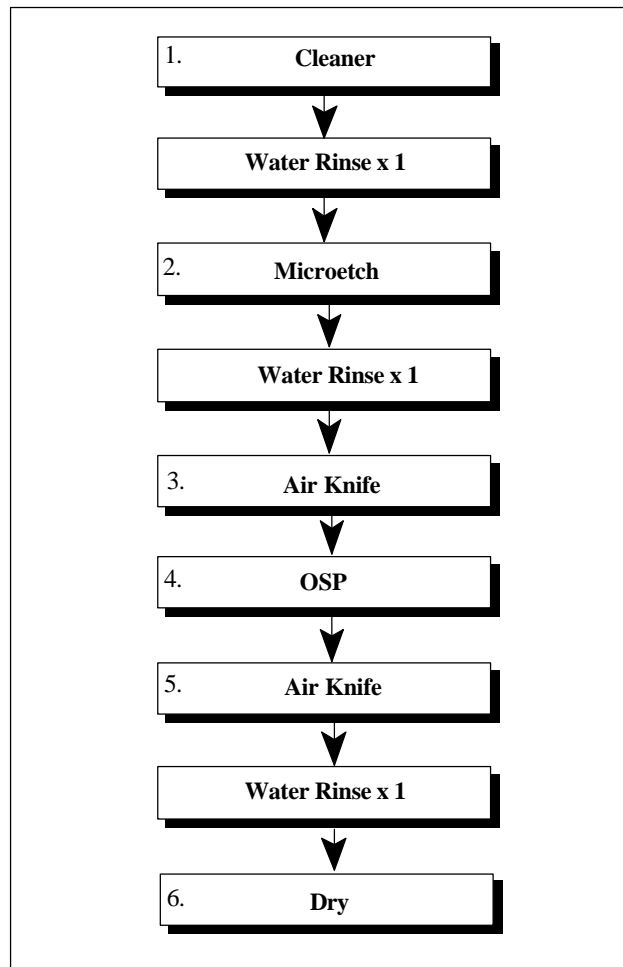 1. Cleaner
Water Rinse x 1
2. Microetch
Water Rinse x 1
3. Air Knife
4. OSP
5. Air Knife
Water Rinse x 1
6. Dry